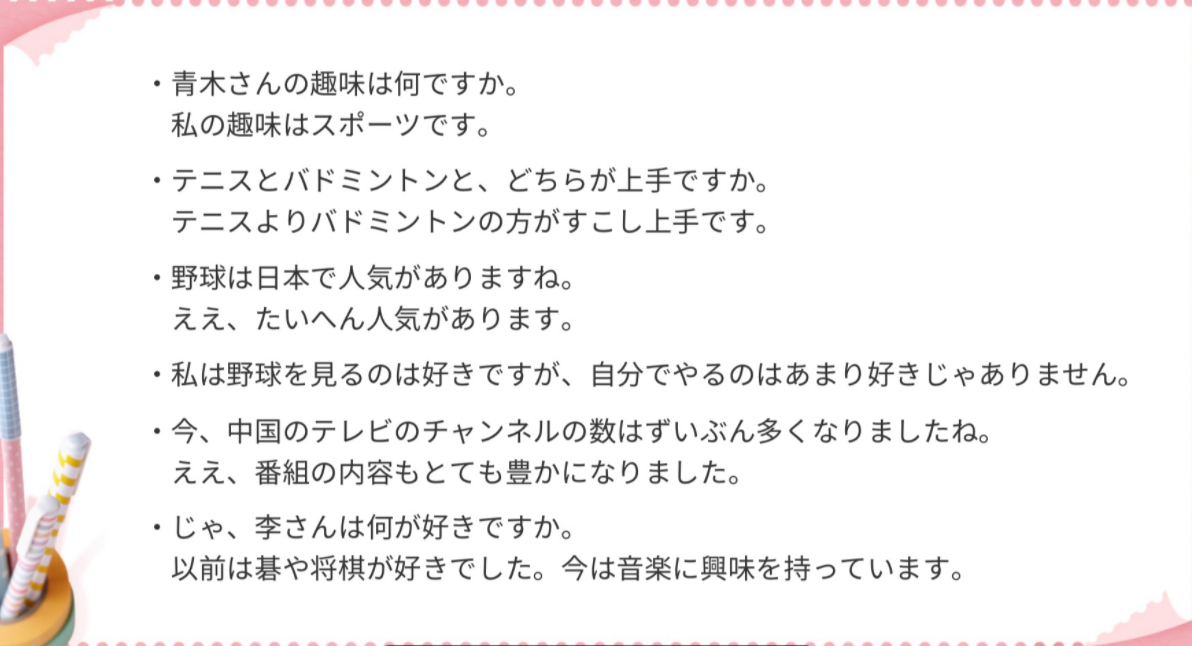 ・青木さんの趣味は何ですか。
私の趣味はスポーツです。
・テニスとバドミントンと、どちらが上手ですか。
テニスよりバドミントンの方がすこし上手です。
・野球は日本で人気がありますね。
ええ、たいへん人気があります。
・私は野球を見るのは好きですが、自分でやるのはあまり好きじゃありません。
・今、中国のテレビのチャンネルの数はずいぶん多くなりましたね。
ええ、番組の内容もとても豊かになりました。
・じゃ、李さんは何が好きですか。
以前は碁や将棋が好きでした。今は音楽に興味を持っています。